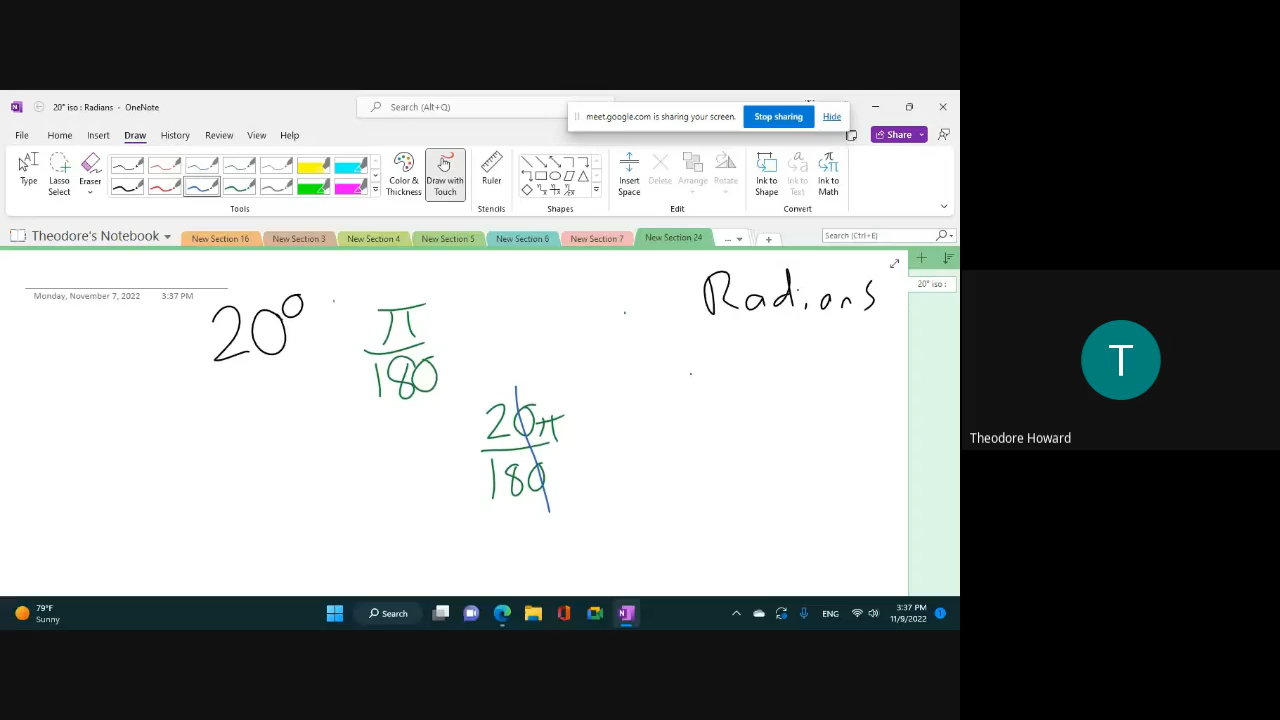 20° iso : Radians - OneNote
Search (Alt+Q)
meet.google.com is sharing your screen.
Stop sharing
Hide
File Home Insert Draw History Review View Help
Share
Type
Lasso Select
Eraser
Color & Thickness
Draw with Touch
Ruler
Insert Space
Delete
Arrange
Rotate
Ink to Shape
Ink to Text
Ink to Math
Tools
Stencils
Shapes
Edit
Convert
Theodore's Notebook
New Section 16
New Section 3
New Section 4
New Section 5
New Section 6
New Section 7
New Section 24
...
Search (Ctrl+E)
20° iso :
Monday, November 7, 2022 3:37 PM
20°
π
180
Radians
20π
180
T
Theodore Howard
79°F
Sunny
Search
ENG
3:37 PM
11/9/2022
1